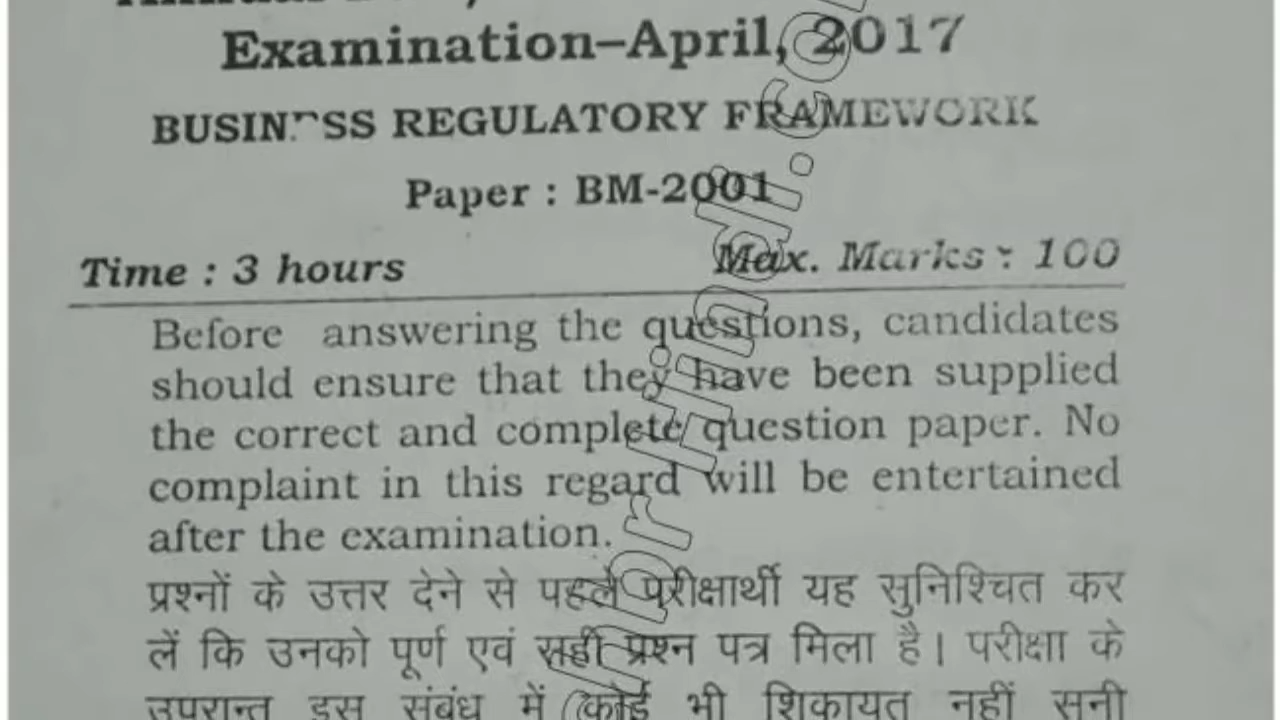 Examination–April, 2017
BUSINESS REGULATORY FRAMEWORK
Paper : BM-2001
Time : 3 hours Max. Marks : 100
Before answering the questions, candidates
should ensure that they have been supplied
the correct and complete question paper. No
complaint in this regard will be entertained
after the examination.
प्रश्नों के उत्तर देने से पहले परीक्षार्थी यह सुनिश्चित कर
लें कि उनको पूर्ण एवं सही प्रश्न पत्र मिला है। परीक्षा के
उपरान्त इस संबंध में कोई भी शिकायत नहीं सुनी